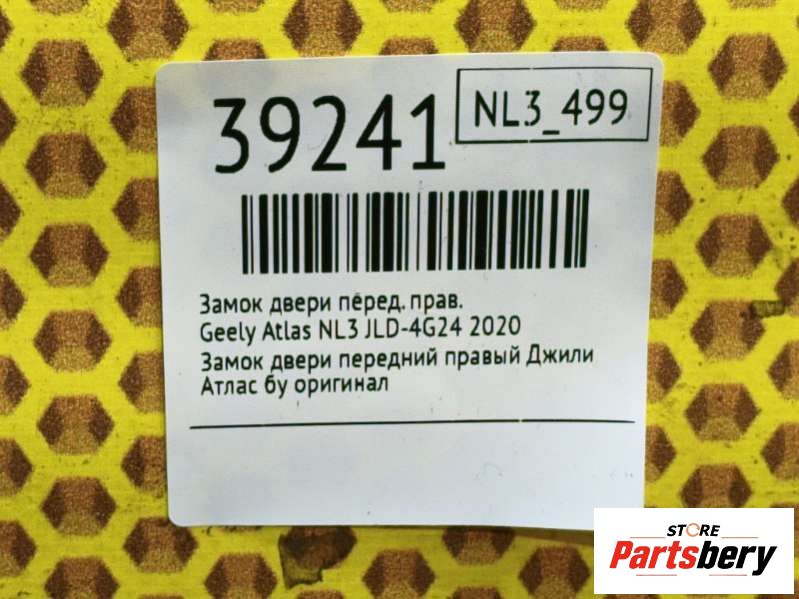 39241
NL3_499
Замок двери перед. прав.
Geely Atlas NL3 JLD-4G24 2020
Замок двери передний правый Джили
Атлас бу оригинал
STORE
Partsbery